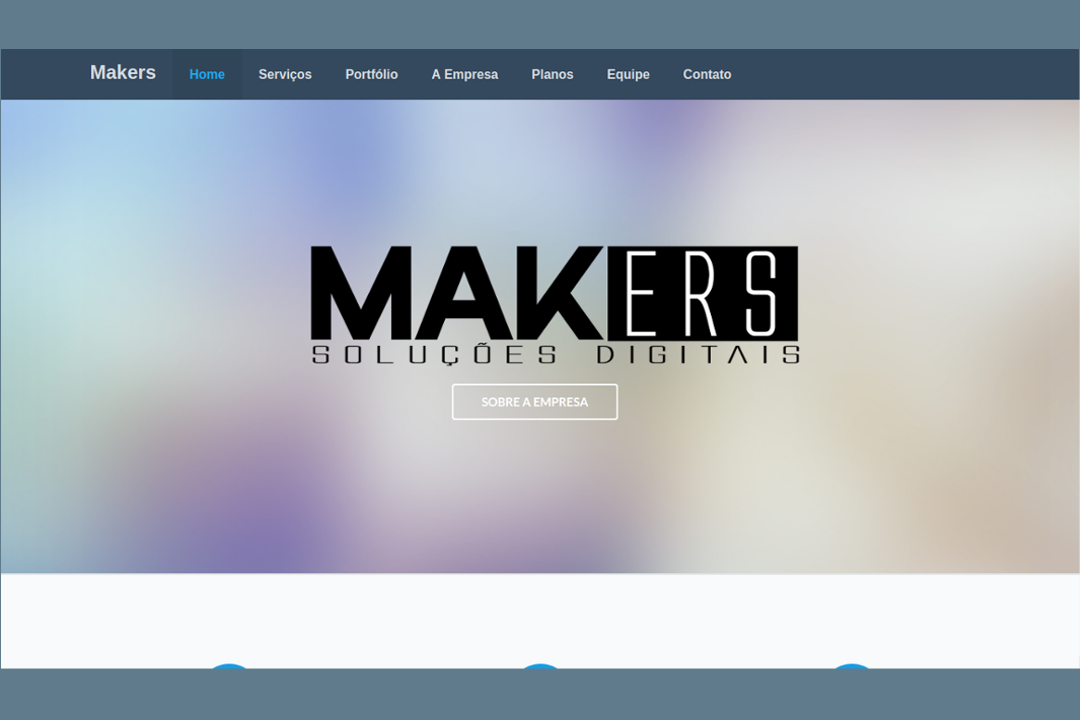 Makers Home Serviços Portfólio A Empresa Planos Equipe Contato
MAKERS
SOLUÇÕES DIGITAIS
SOBRE A EMPRESA